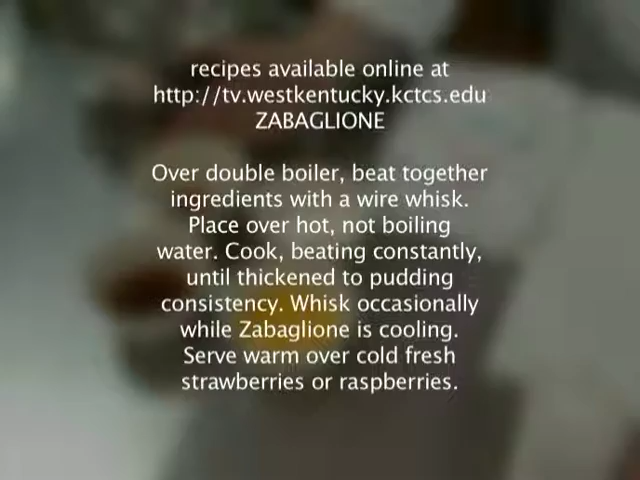 recipes available online at
http://tv.westkentucky.kctcs.edu
ZABAGLIONE
Over double boiler, beat together
ingredients with a wire whisk.
Place over hot, not boiling
water. Cook, beating constantly,
until thickened to pudding
consistency. Whisk occasionally
while Zabaglione is cooling.
Serve warm over cold fresh
strawberries or raspberries.